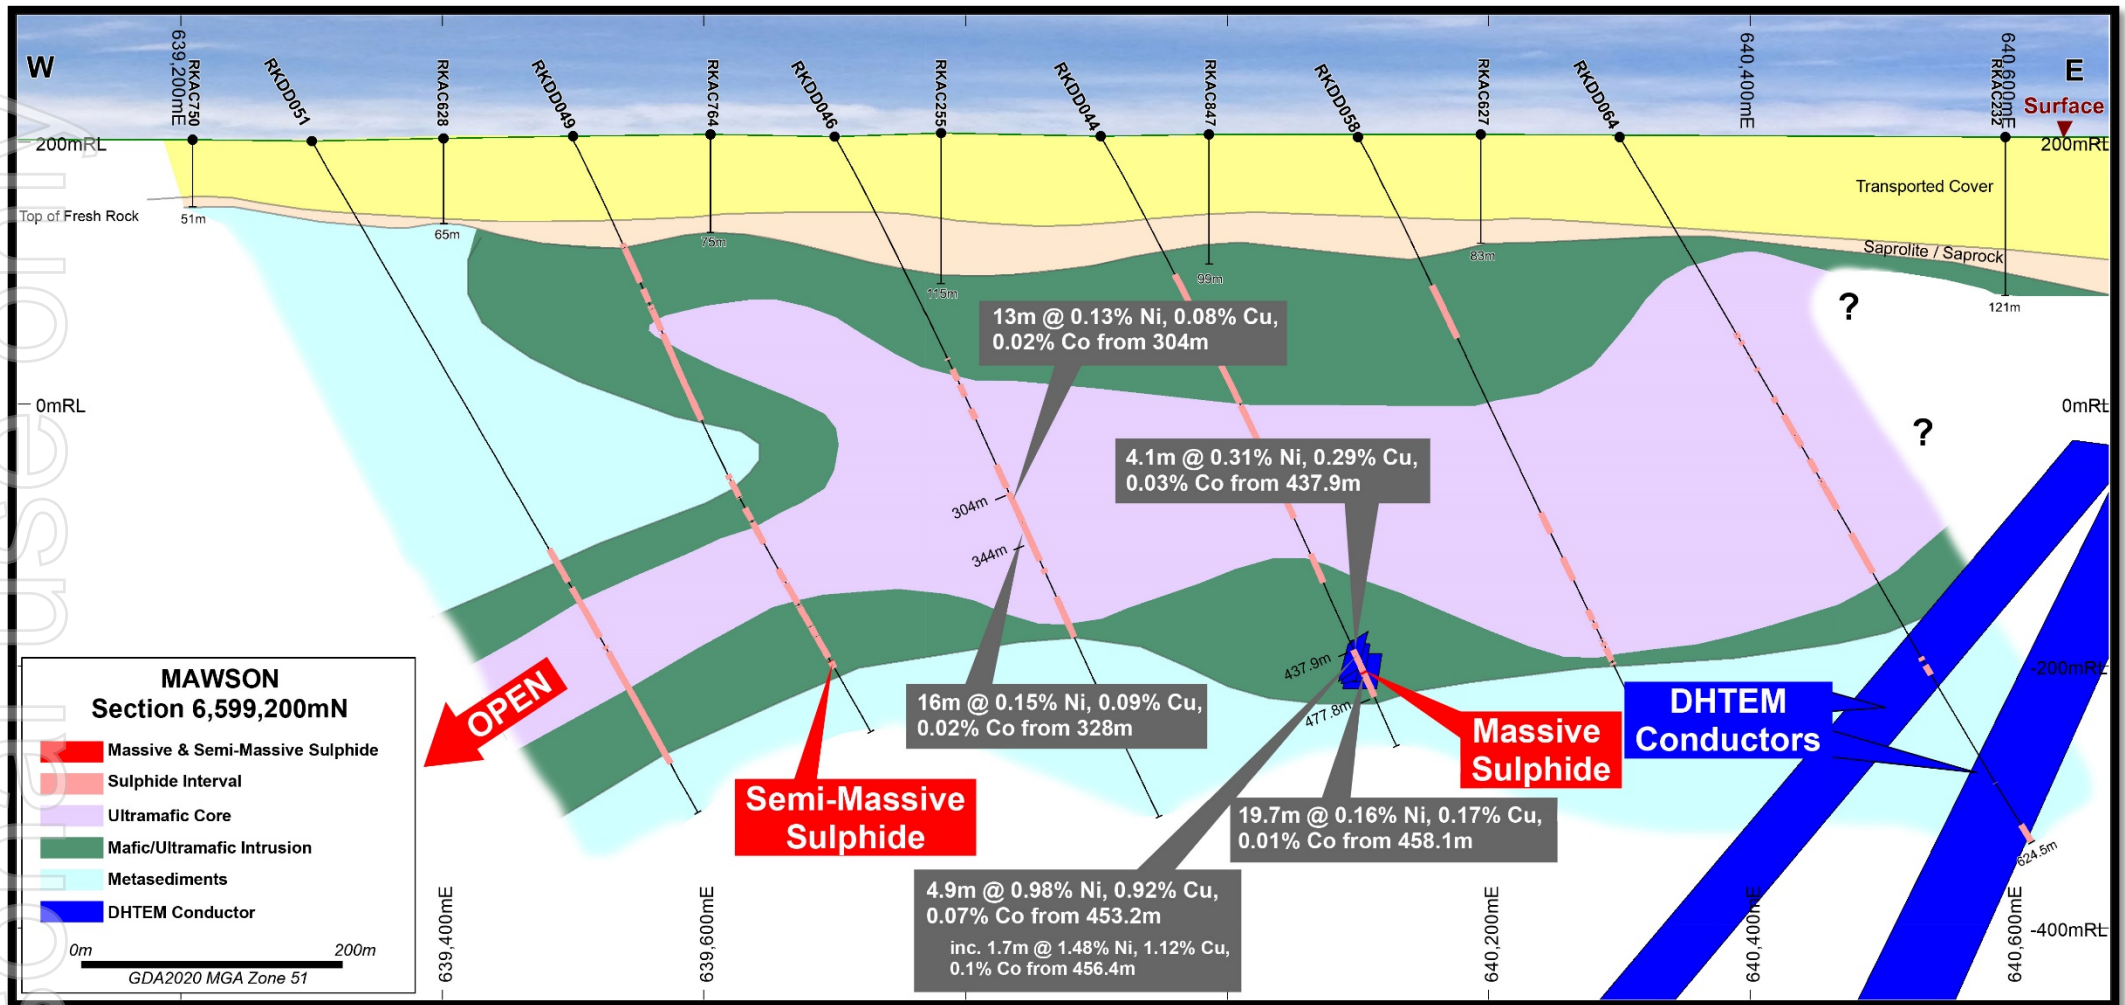 639,200mE
640,400mE
640,600mE
W
E
RKAC750
RKDD051
RKAC628
RKDD049
RKAC764
RKDD046
RKAC255
RKDD044
RKAC847
RKDD058
RKAC627
RKDD064
RKAC232
Surface
200mRL
200mRL
Transported Cover
Top of Fresh Rock
51m
65m
75m
115m
99m
83m
Saprolite / Saprock
121m
13m @ 0.13% Ni, 0.08% Cu,
0.02% Co from 304m
?
0mRL
0mRL
?
4.1m @ 0.31% Ni, 0.29% Cu,
0.03% Co from 437.9m
304m
344m
437.9m
477.8m
-200mRL
OPEN
16m @ 0.15% Ni, 0.09% Cu,
0.02% Co from 328m
Massive
Sulphide
DHTEM
Conductors
Semi-Massive
Sulphide
19.7m @ 0.16% Ni, 0.17% Cu,
0.01% Co from 458.1m
624.5m
4.9m @ 0.98% Ni, 0.92% Cu,
0.07% Co from 453.2m
inc. 1.7m @ 1.48% Ni, 1.12% Cu,
0.1% Co from 456.4m
-400mRL
639,400mE
639,600mE
640,200mE
640,400mE
640,600mE
MAWSON
Section 6,599,200mN
Massive & Semi-Massive Sulphide
Sulphide Interval
Ultramafic Core
Mafic/Ultramafic Intrusion
Metasediments
DHTEM Conductor
0m 200m
GDA2020 MGA Zone 51
onal use only